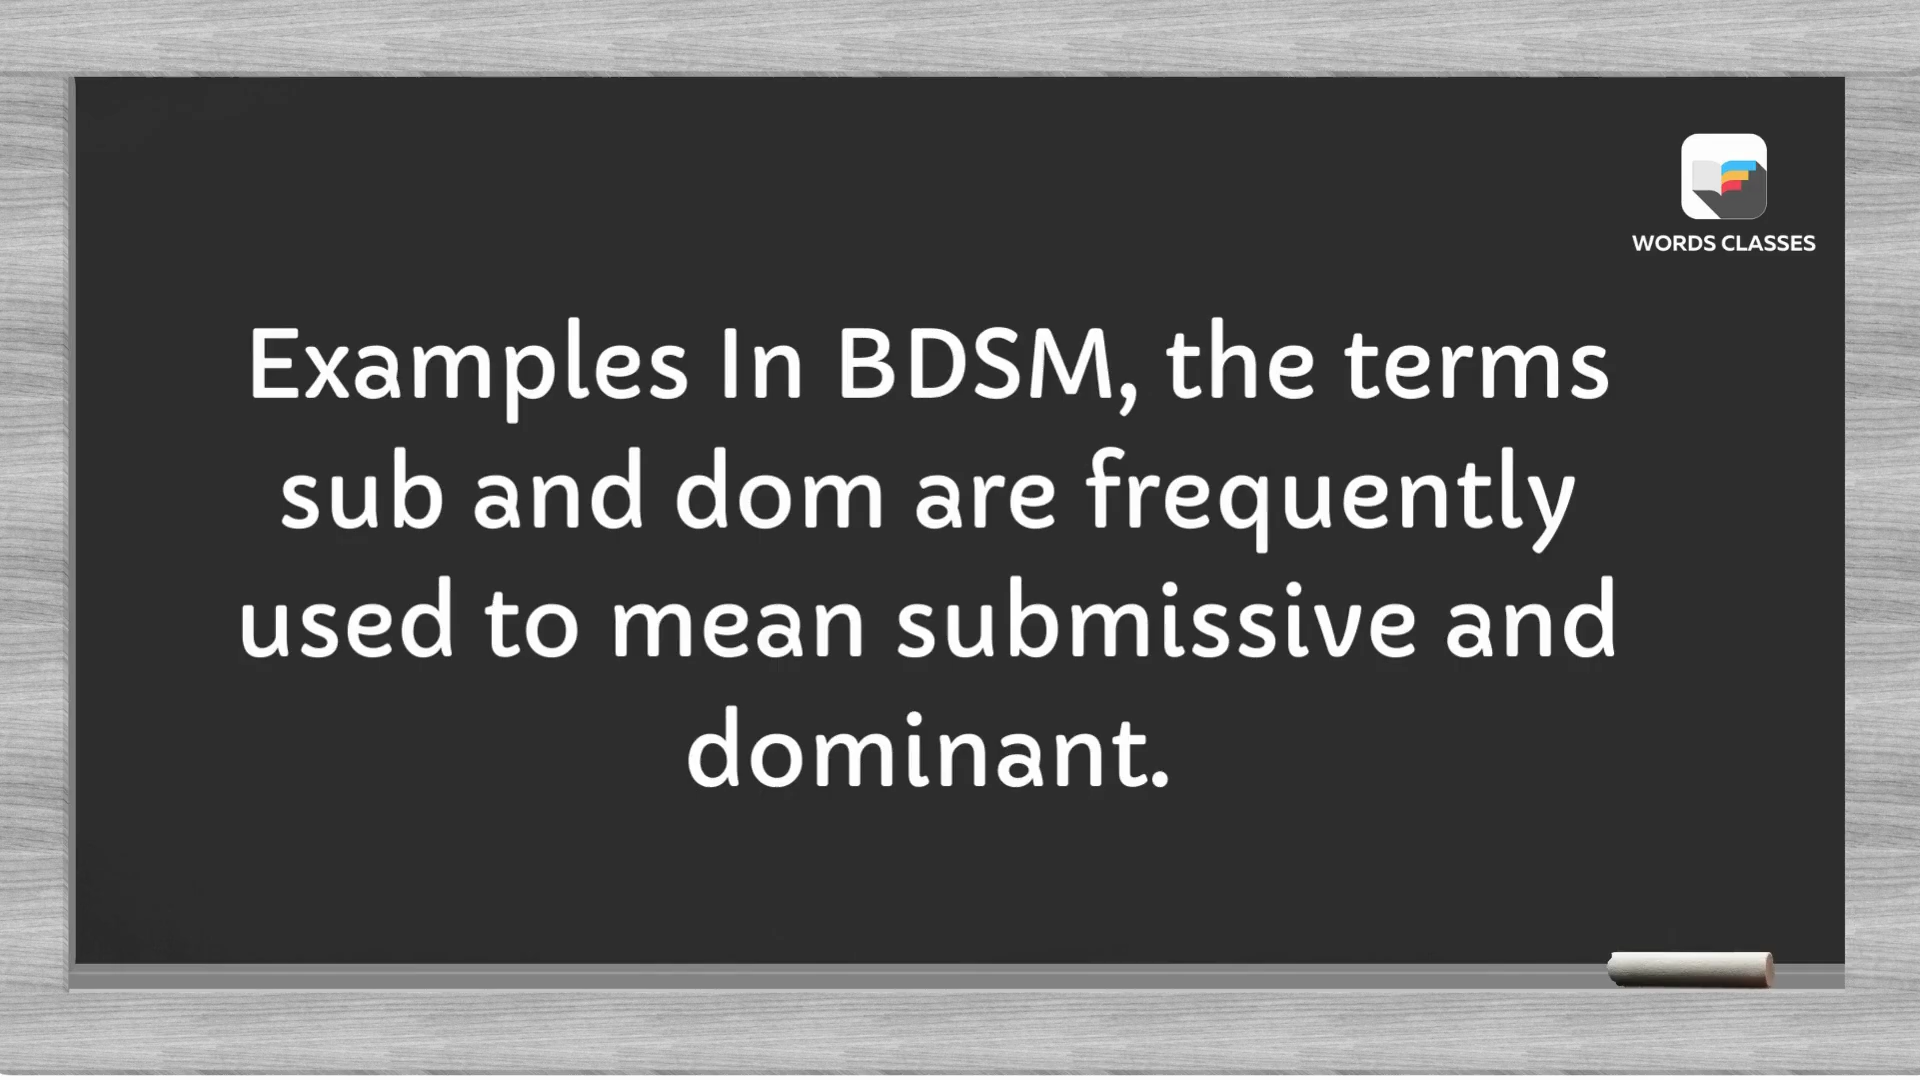 WORDS CLASSES
Examples In BDSM, the terms
sub and dom are frequently
used to mean submissive and
dominant.